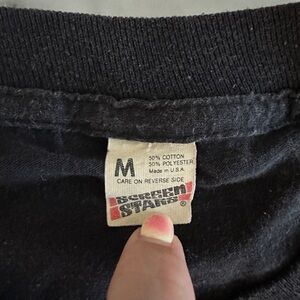 M
50% COTTON
50% POLYESTER
Made in U.S.A.
CARE ON REVERSE SIDE
SCREEN
STARS®